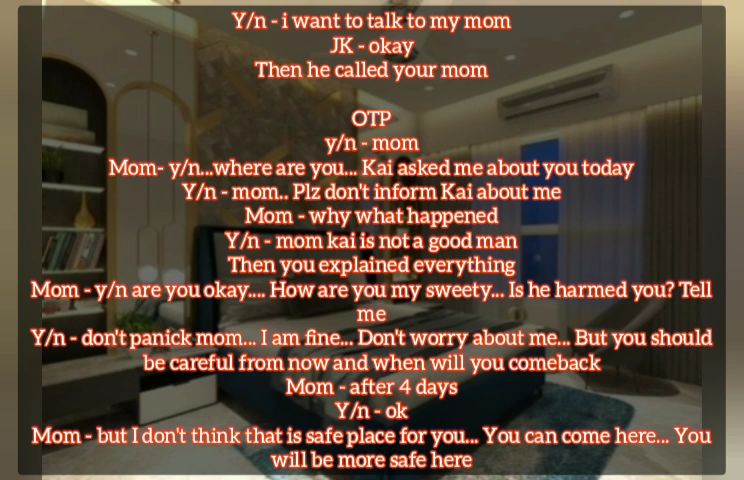 Y/n - i want to talk to my mom
JK - okay
Then he called your mom
OTP
y/n - mom
Mom- y/n...where are you... Kai asked me about you today
Y/n - mom.. Plz don't inform Kai about me
Mom - why what happened
Y/n - mom kai is not a good man
Then you explained everything
Mom - y/n are you okay.... How are you my sweety... Is he harmed you? Tell
me
Y/n - don't panick mom... I am fine... Don't worry about me... But you should
be careful from now and when will you comeback
Mom - after 4 days
Y/n - ok
Mom - but I don't think that is safe place for you... You can come here... You
will be more safe here